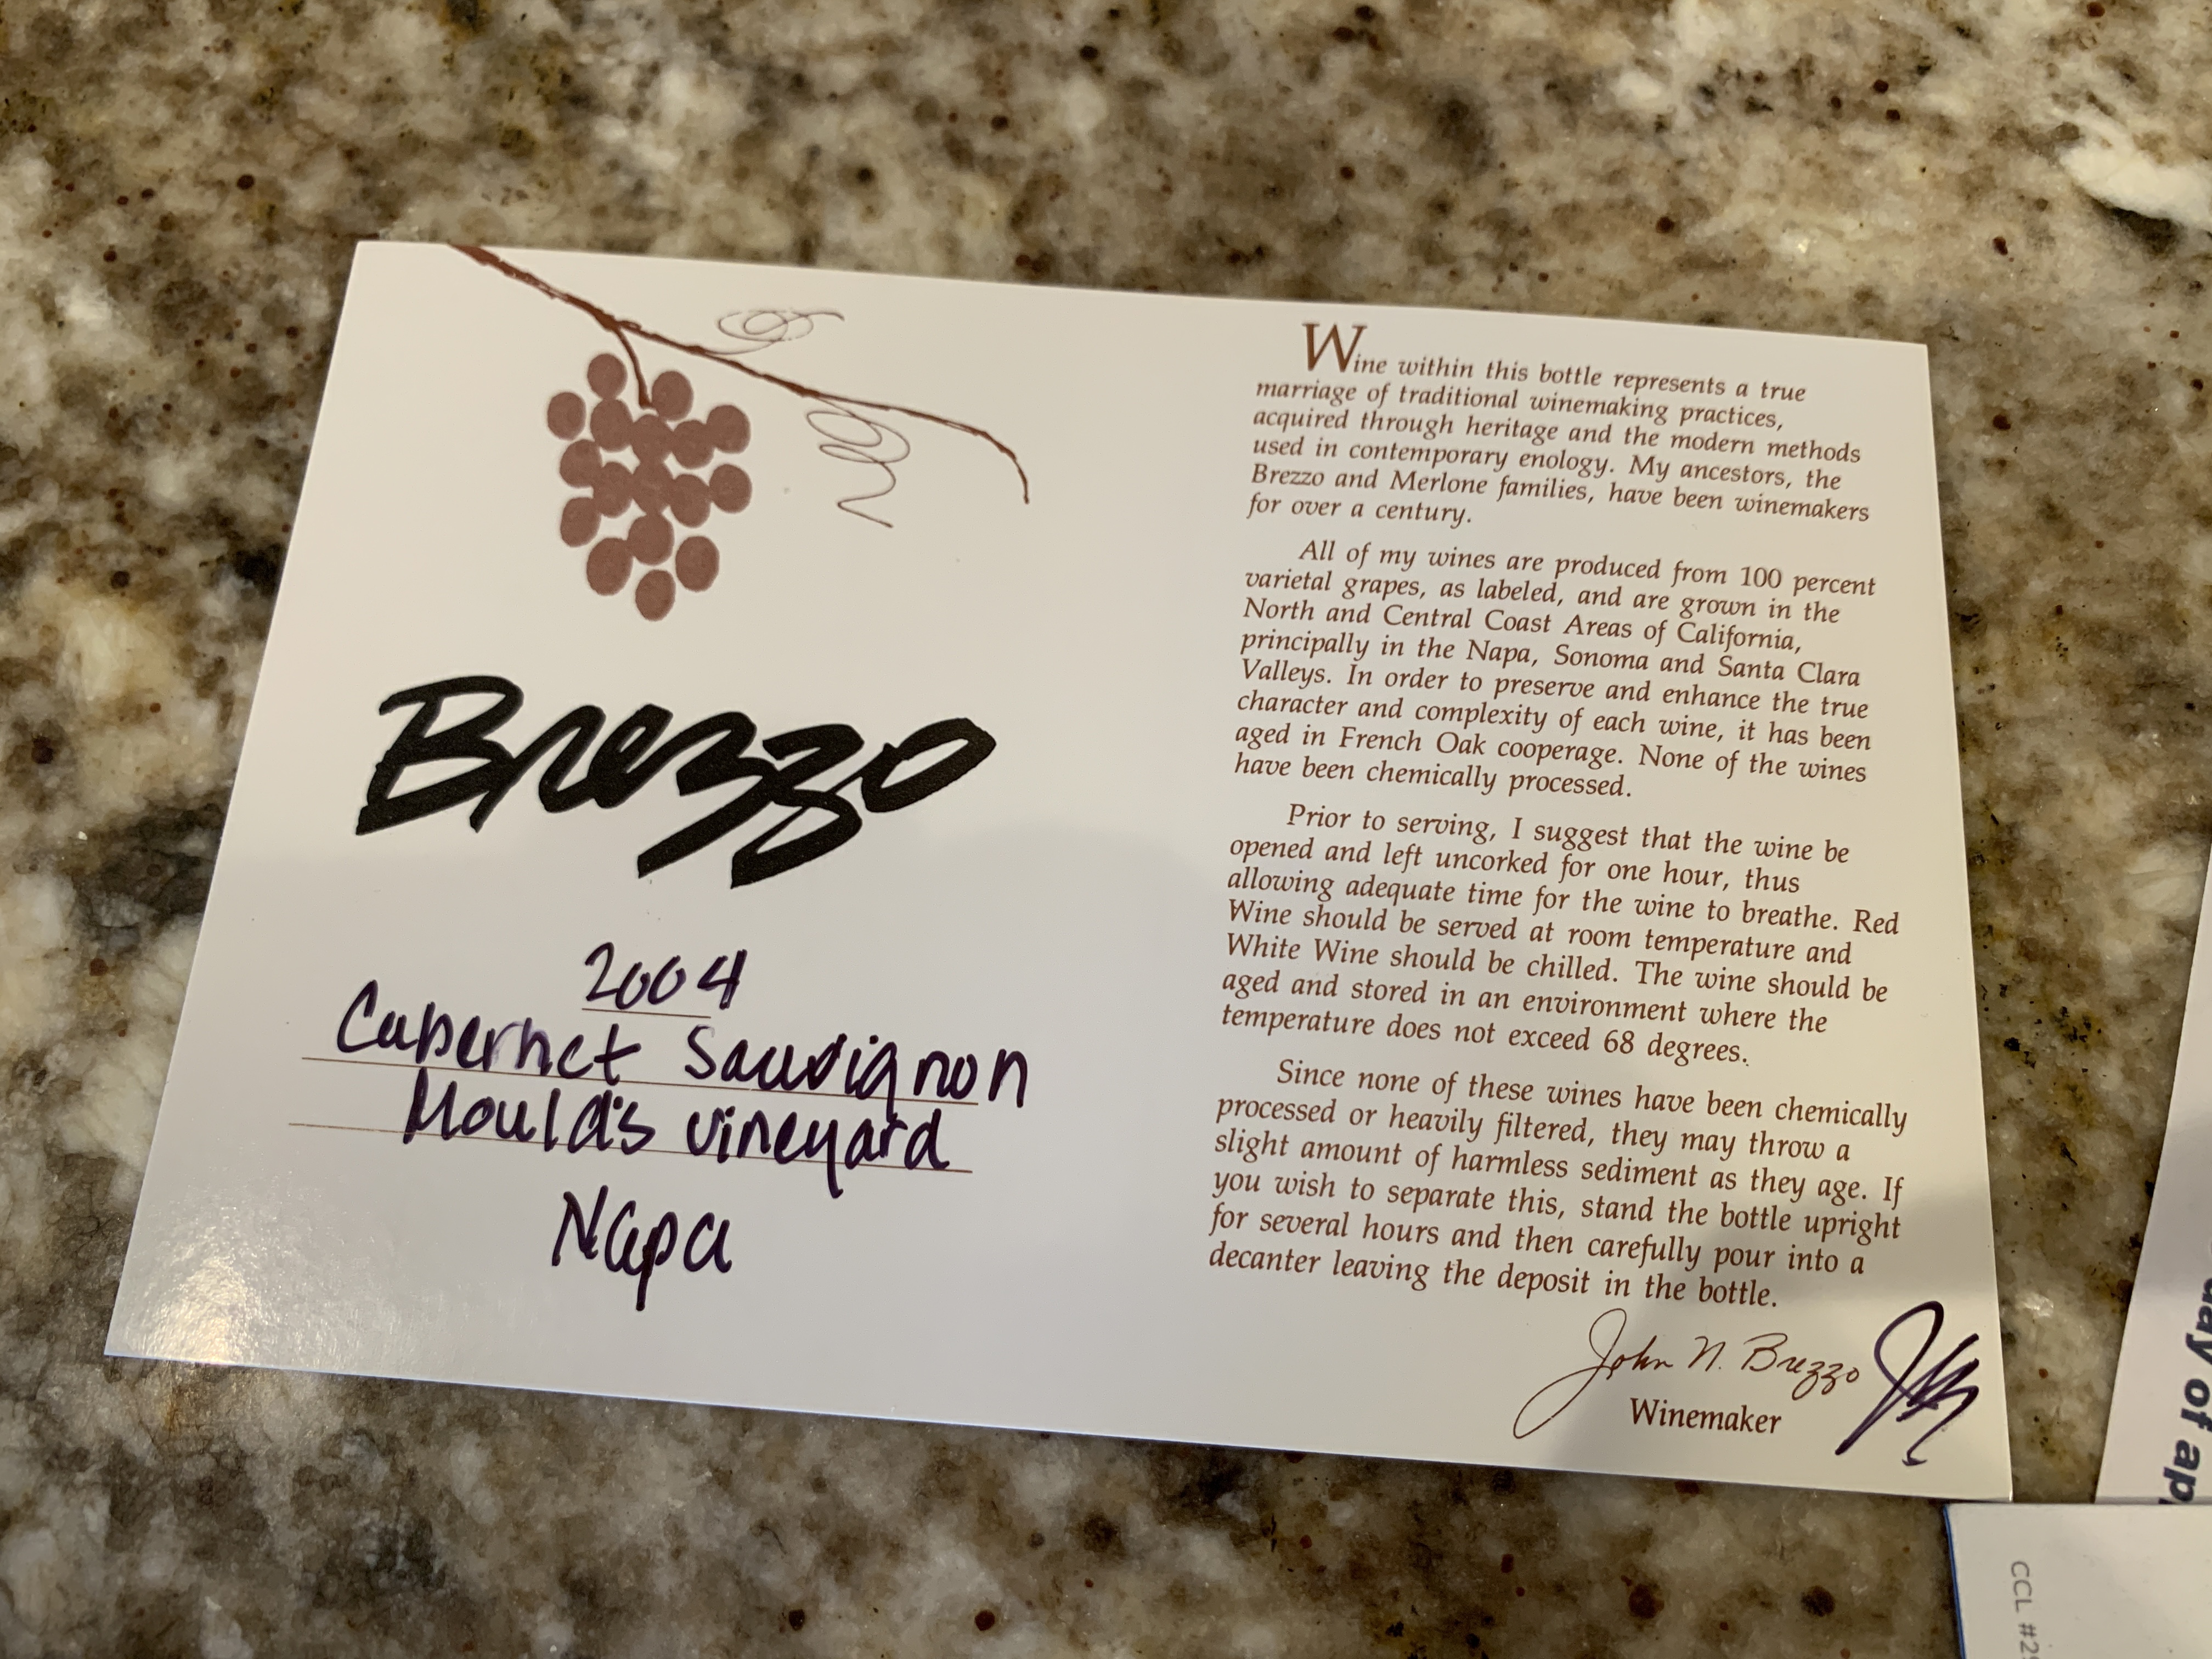 Brezzo
2004
Cabernet Sauvignon
Mould's vineyard
Napa
Wine within this bottle represents a true
marriage of traditional winemaking practices,
acquired through heritage and the modern methods
used in contemporary enology. My ancestors, the
Brezzo and Merlone families, have been winemakers
for over a century.
All of my wines are produced from 100 percent
varietal grapes, as labeled, and are grown in the
North and Central Coast Areas of California,
principally in the Napa, Sonoma and Santa Clara
Valleys. In order to preserve and enhance the true
character and complexity of each wine, it has been
aged in French Oak cooperage. None of the wines
have been chemically processed.
Prior to serving, I suggest that the wine be
opened and left uncorked for one hour, thus
allowing adequate time for the wine to breathe. Red
Wine should be served at room temperature and
White Wine should be chilled. The wine should be
aged and stored in an environment where the
temperature does not exceed 68 degrees.
Since none of these wines have been chemically
processed or heavily filtered, they may throw a
slight amount of harmless sediment as they age. If
you wish to separate this, stand the bottle upright
for several hours and then carefully pour into a
decanter leaving the deposit in the bottle.
John N. Brezzo
Winemaker
of
CCL